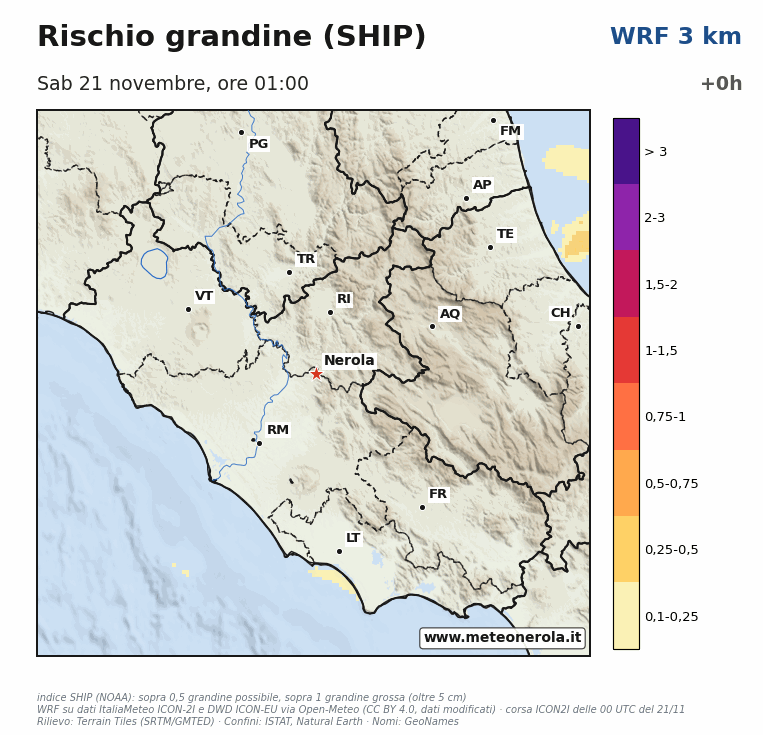 Rischio grandine (SHIP)
WRF 3 km
Sab 21 novembre, ore 01:00
+0h
FM
PG
AP
TE
TR
VT
RI
AQ
CH
Nerola
RM
FR
LT
www.meteonerola.it
> 3
2-3
1,5-2
1-1,5
0,75-1
0,5-0,75
0,25-0,5
0,1-0,25
indice SHIP (NOAA): sopra 0,5 grandine possibile, sopra 1 grandine grossa (oltre 5 cm)
WRF su dati ItaliaMeteo ICON-2I e DWD ICON-EU via Open-Meteo (CC BY 4.0, dati modificati) · corsa ICON2I delle 00 UTC del 21/11
Rilievo: Terrain Tiles (SRTM/GMTED) · Confini: ISTAT, Natural Earth · Nomi: GeoNames